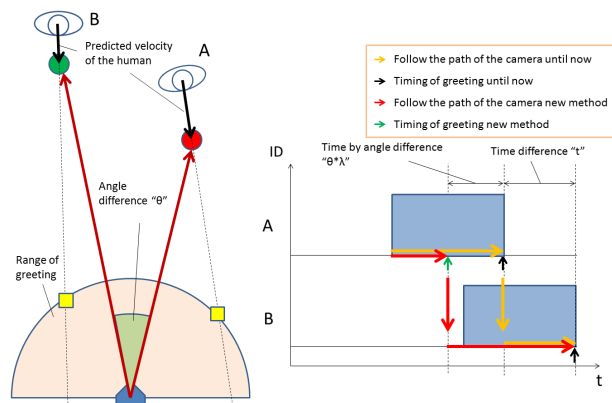 B
A
Predicted velocity
of the human
Angle
difference "θ"
Range of
greeting
Follow the path of the camera until now
Timing of greeting until now
Follow the path of the camera new method
Timing of greeting new method
Time by angle difference
"θ*λ"
Time difference "t"
ID
A
B
t